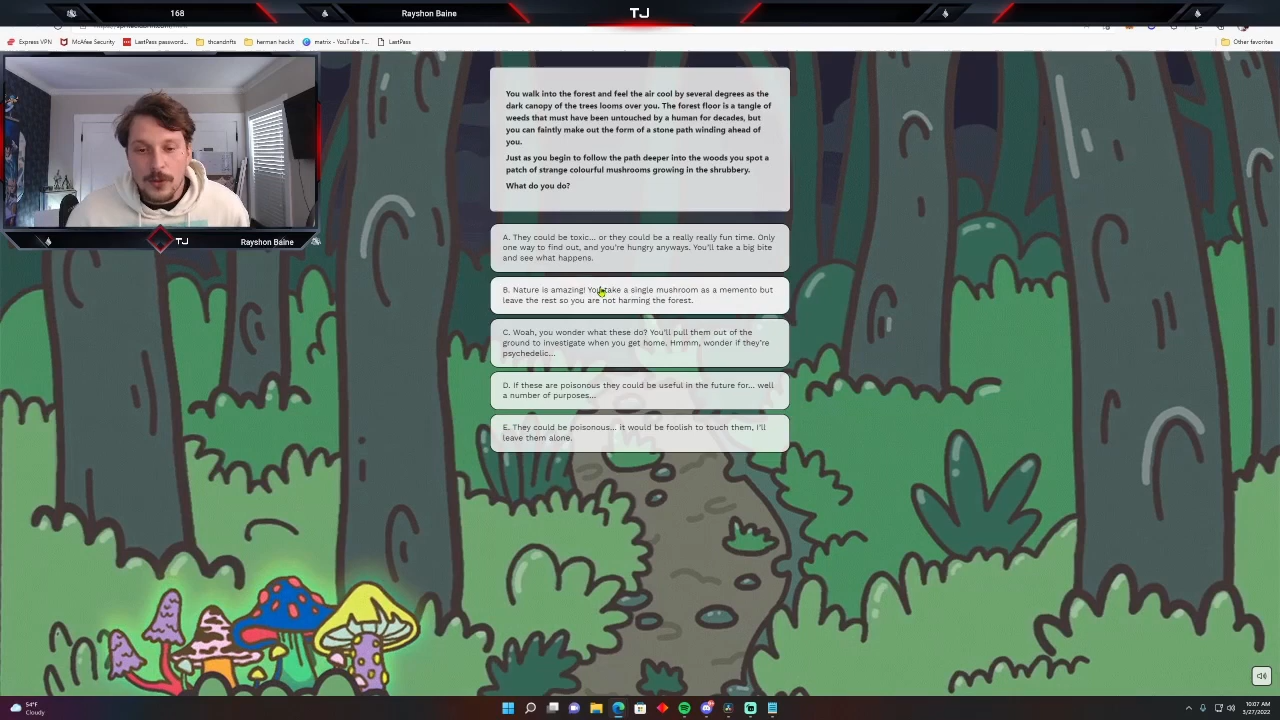 168
Rayshon Baine
TJ
Express VPN
McAfee Security
LastPass password...
thcandnfts
herman hackit
matrix - YouTube T...
LastPass
Other favorites
TJ
Rayshon Baine
You walk into the forest and feel the air cool by several degrees as the
dark canopy of the trees looms over you. The forest floor is a tangle of
weeds that must have been untouched by a human for decades, but
you can faintly make out the form of a stone path winding ahead of
you.
Just as you begin to follow the path deeper into the woods you spot a
patch of strange colourful mushrooms growing in the shrubbery.
What do you do?
A. They could be toxic... or they could be a really really fun time. Only
one way to find out, and you're hungry anyways. You'll take a big bite
and see what happens.
B. Nature is amazing! You take a single mushroom as a memento but
leave the rest so you are not harming the forest.
C. Woah, you wonder what these do? You'll pull them out of the
ground to investigate when you get home. Hmmm, wonder if they're
psychedelic...
D. If these are poisonous they could be useful in the future for... well
a number of purposes...
E. They could be poisonous... it would be foolish to touch them, I'll
leave them alone.
54°F
Cloudy
10:07 AM
3/27/2022